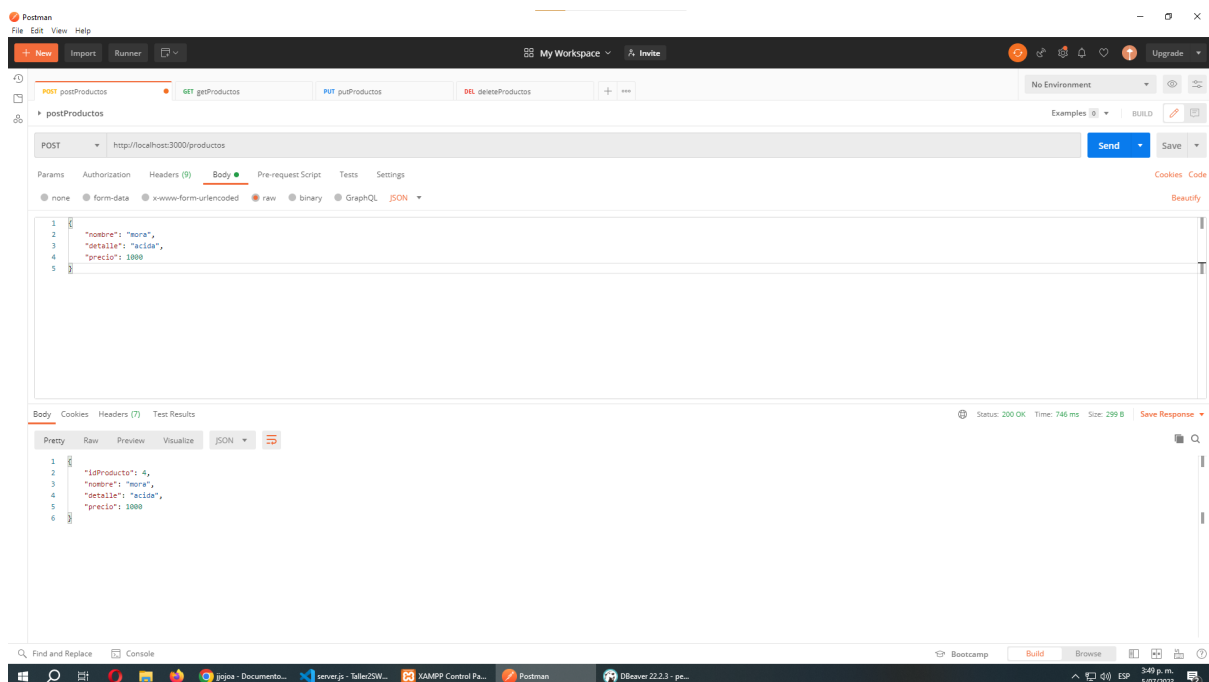 Postman
File Edit View Help
+ New Import Runner My Workspace Invite Upgrade
POST postProductos GET getProductos PUT putProductos DEL deleteProductos + ••• No Environment
postProductos Examples 0 BUILD
POST http://localhost:3000/productos Send Save
Params Authorization Headers (9) Body Pre-request Script Tests Settings Cookies Code
none form-data x-www-form-urlencoded raw binary GraphQL JSON Beautify
1 {
2 "nombre": "mora",
3 "detalle": "acida",
4 "precio": 1000
5 }
Body Cookies Headers (7) Test Results Status: 200 OK Time: 746 ms Size: 299 B Save Response
Pretty Raw Preview Visualize JSON
1 {
2 "idProducto": 4,
3 "nombre": "mora",
4 "detalle": "acida",
5 "precio": 1000
6 }
Find and Replace Console Bootcamp Build Browse
jjojoa - Documento... server.js - Taller2SW... XAMPP Control Pa... Postman DBeaver 22.2.3 - pe... ESP 3:49 p. m.
5/07/2023